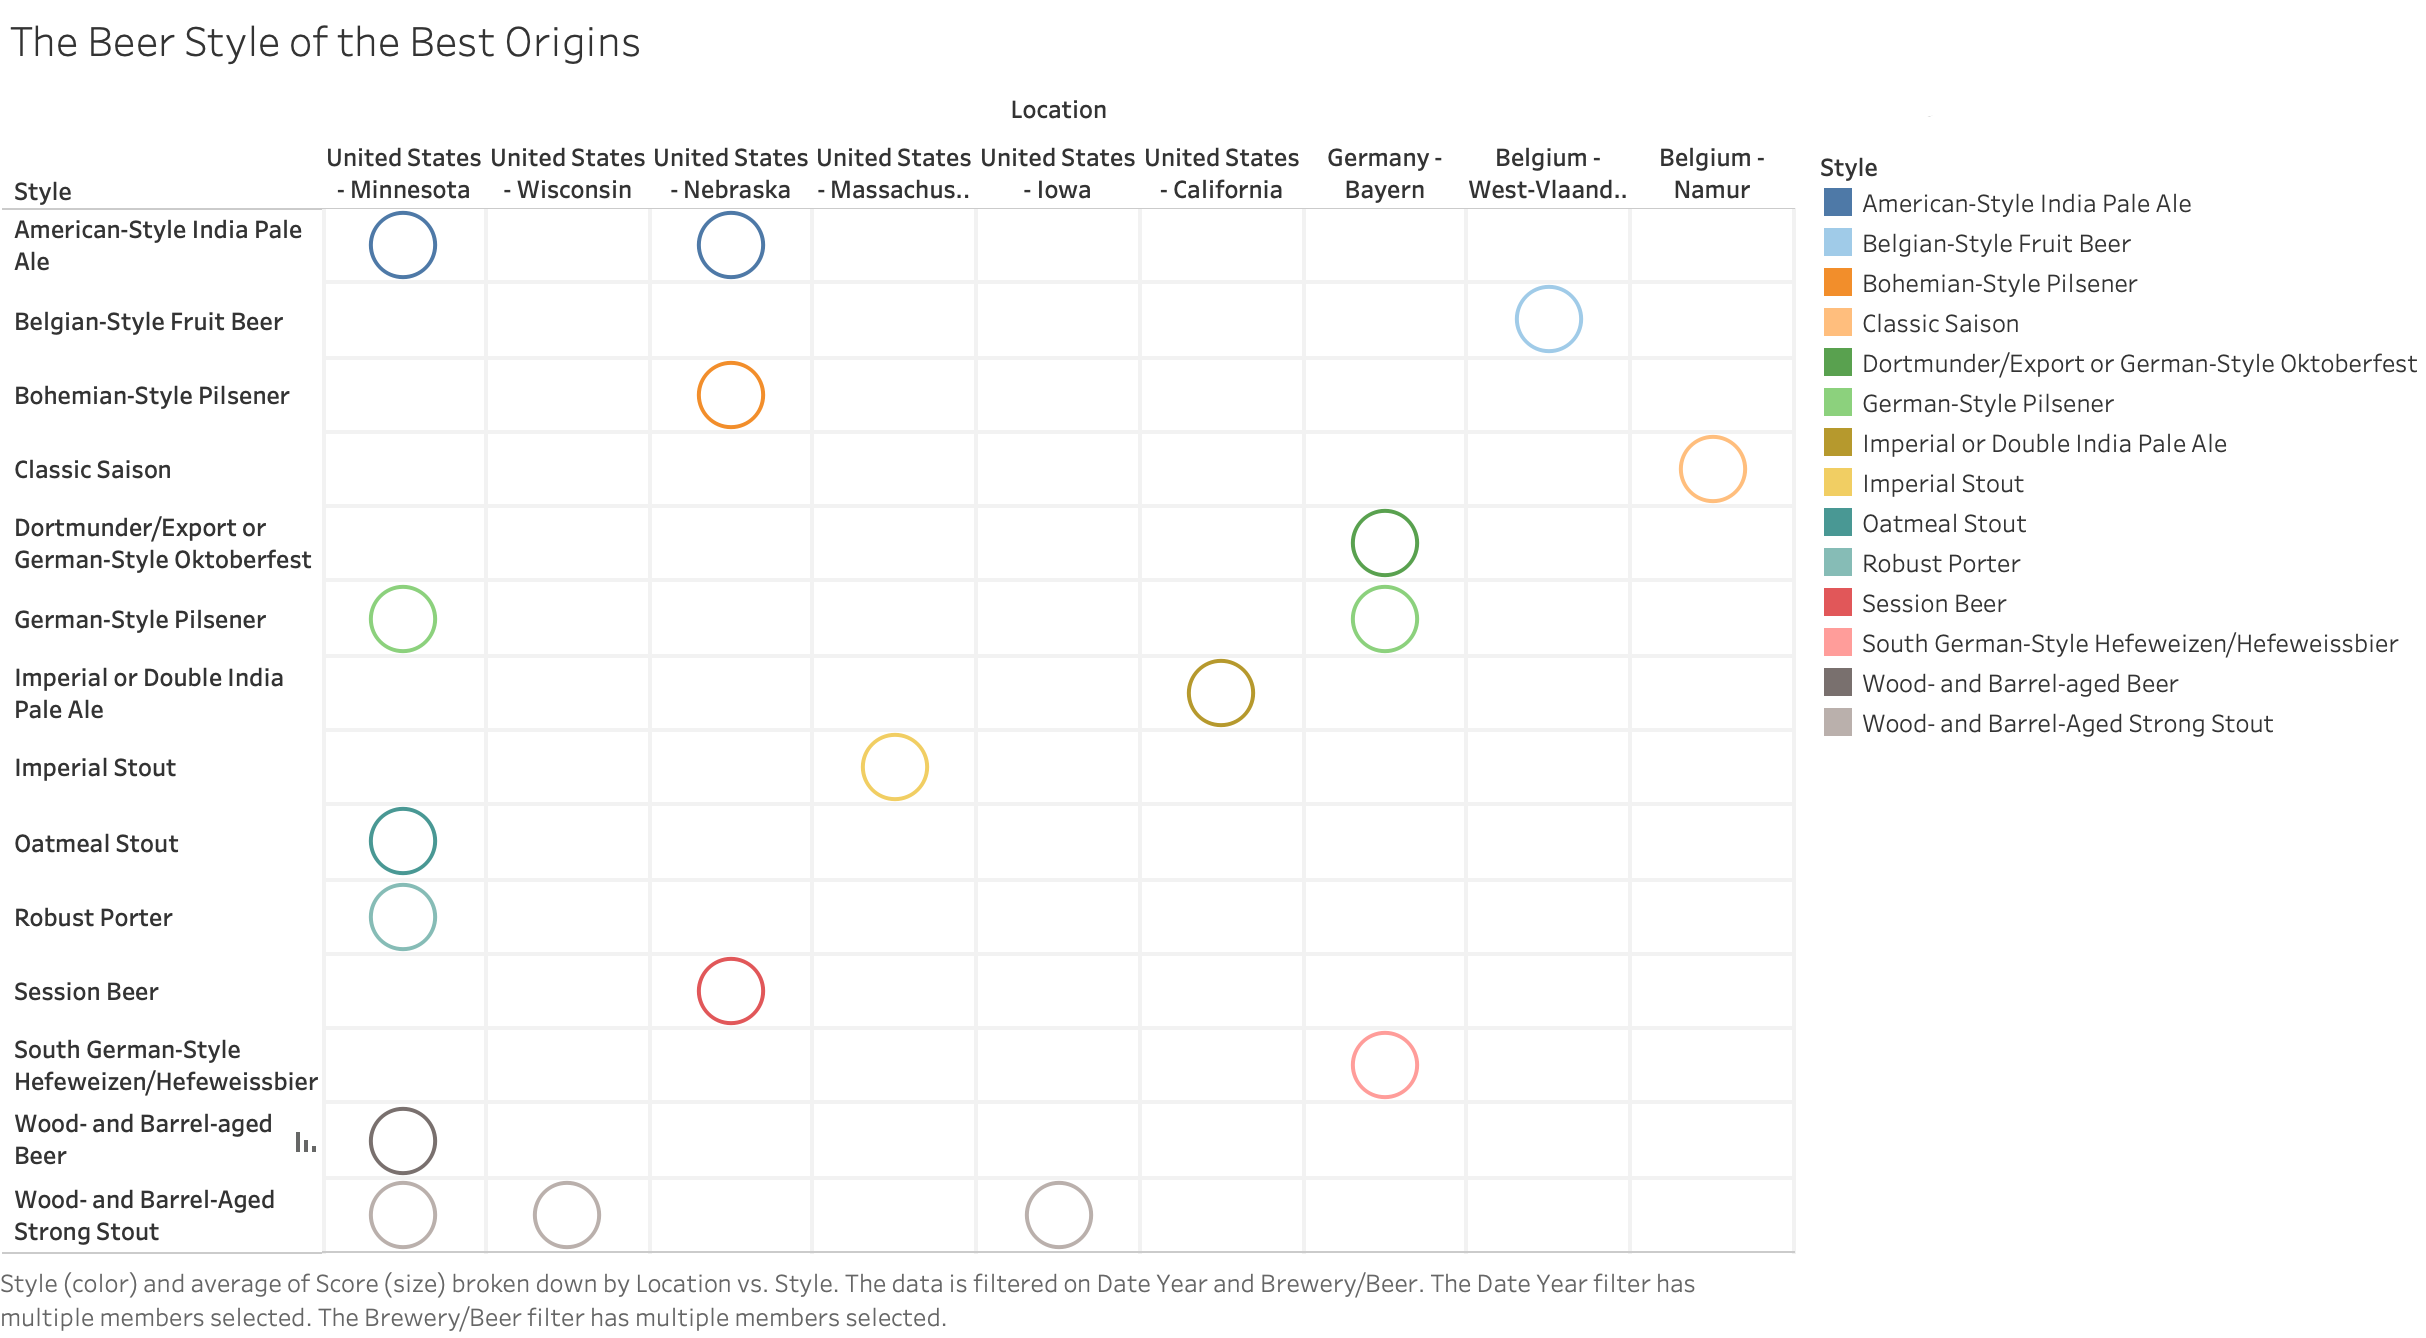 The Beer Style of the Best Origins
Location
Style
United States - Minnesota
United States - Wisconsin
United States - Nebraska
United States - Massachus..
United States - Iowa
United States - California
Germany - Bayern
Belgium - West-Vlaand..
Belgium - Namur
American-Style India Pale
Ale
Belgian-Style Fruit Beer
Bohemian-Style Pilsener
Classic Saison
Dortmunder/Export or
German-Style Oktoberfest
German-Style Pilsener
Imperial or Double India
Pale Ale
Imperial Stout
Oatmeal Stout
Robust Porter
Session Beer
South German-Style
Hefeweizen/Hefeweissbier
Wood- and Barrel-aged
Beer
Wood- and Barrel-Aged
Strong Stout
Style
American-Style India Pale Ale
Belgian-Style Fruit Beer
Bohemian-Style Pilsener
Classic Saison
Dortmunder/Export or German-Style Oktoberfest
German-Style Pilsener
Imperial or Double India Pale Ale
Imperial Stout
Oatmeal Stout
Robust Porter
Session Beer
South German-Style Hefeweizen/Hefeweissbier
Wood- and Barrel-aged Beer
Wood- and Barrel-Aged Strong Stout
Style (color) and average of Score (size) broken down by Location vs. Style. The data is filtered on Date Year and Brewery/Beer. The Date Year filter has
multiple members selected. The Brewery/Beer filter has multiple members selected.